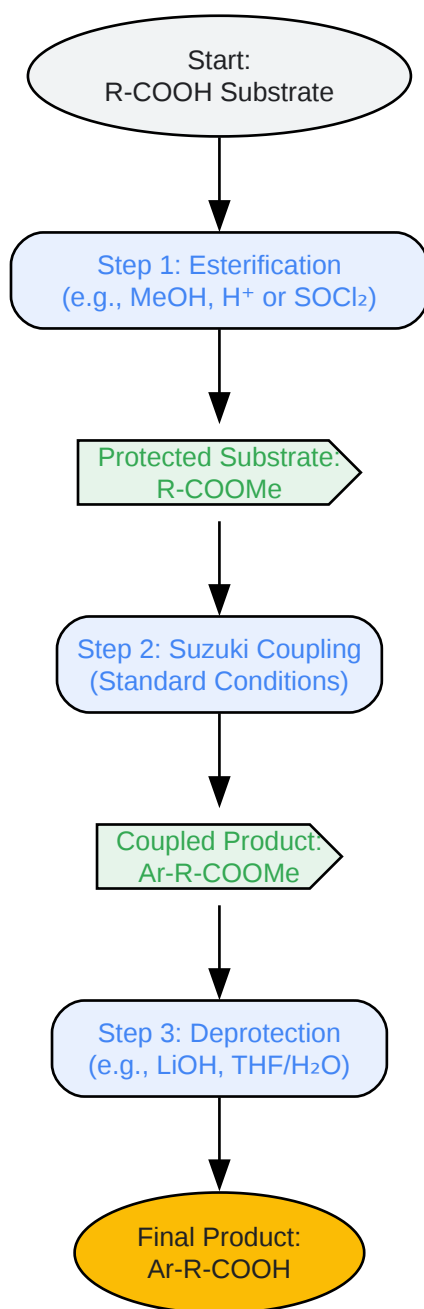 Start:
R-COOH Substrate
Step 1: Esterification
(e.g., MeOH, H⁺ or SOCl₂)
Protected Substrate:
R-COOMe
Step 2: Suzuki Coupling
(Standard Conditions)
Coupled Product:
Ar-R-COOMe
Step 3: Deprotection
(e.g., LiOH, THF/H₂O)
Final Product:
Ar-R-COOH